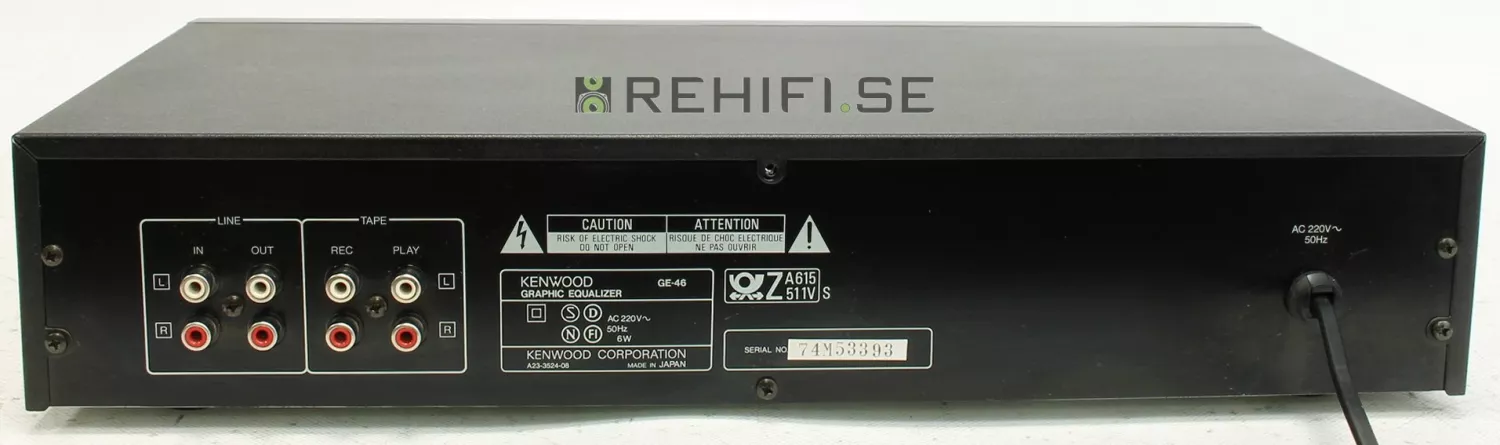 REHIFI.SE
LINE
TAPE
IN OUT REC PLAY
L L
R R
CAUTION
RISK OF ELECTRIC SHOCK
DO NOT OPEN
ATTENTION
RISQUE DE CHOC ELECTRIQUE
NE PAS OUVRIR
KENWOOD GE-46
GRAPHIC EQUALIZER
S D
N FI
AC 220V~
50Hz
6W
KENWOOD CORPORATION
A23-3524-08 MADE IN JAPAN
Z A615
511V S
SERIAL NO. 74M53393
AC 220V~
50Hz